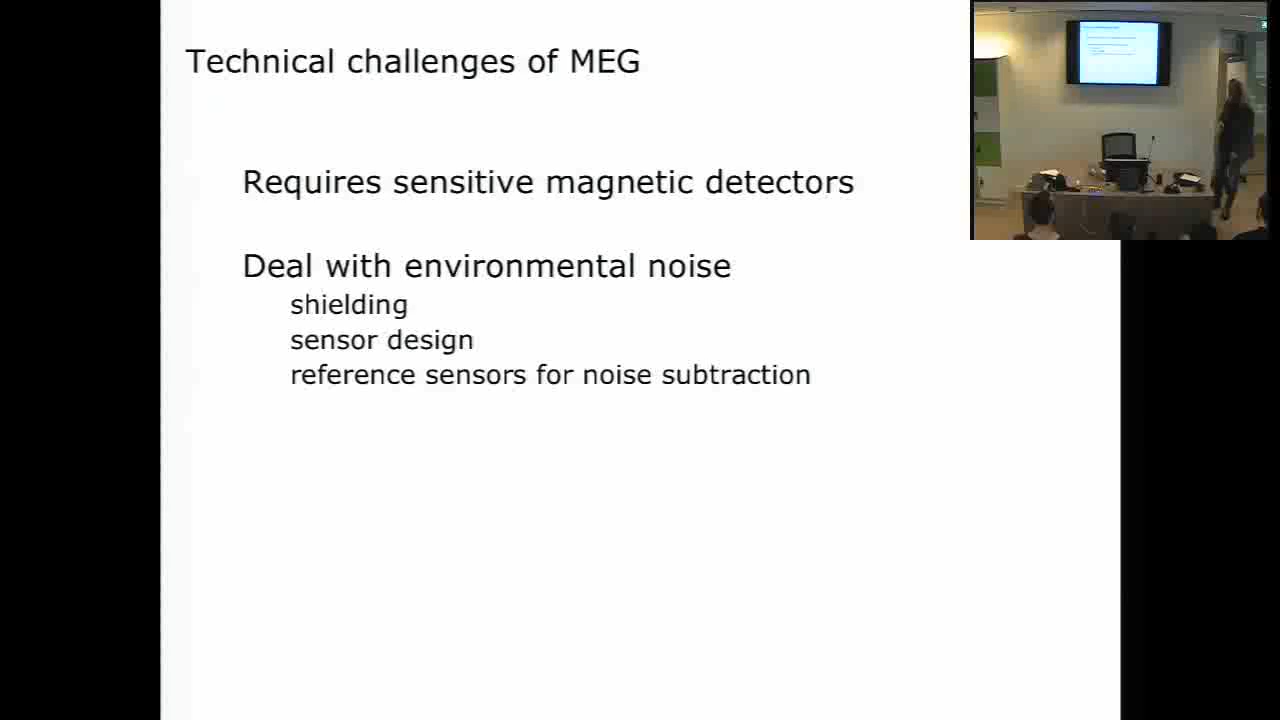 Technical challenges of MEG
Requires sensitive magnetic detectors
Deal with environmental noise
shielding
sensor design
reference sensors for noise subtraction